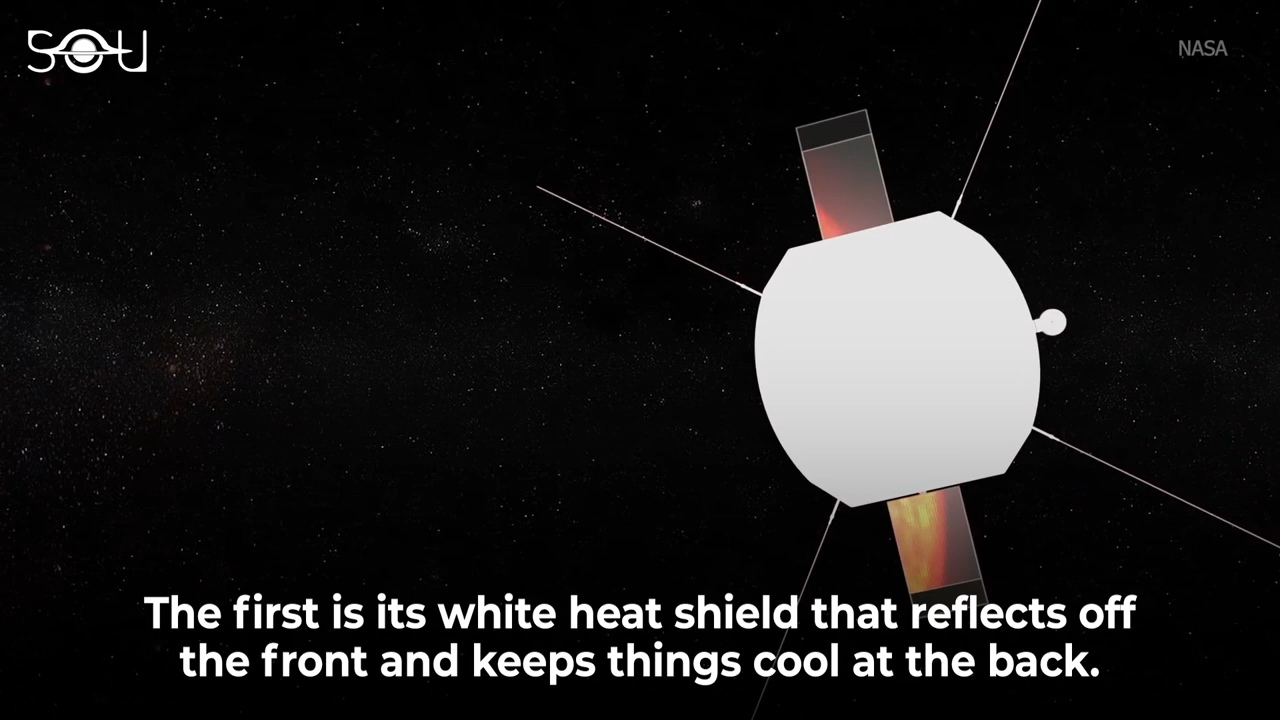 SOU
NASA
The first is its white heat shield that reflects off
the front and keeps things cool at the back.